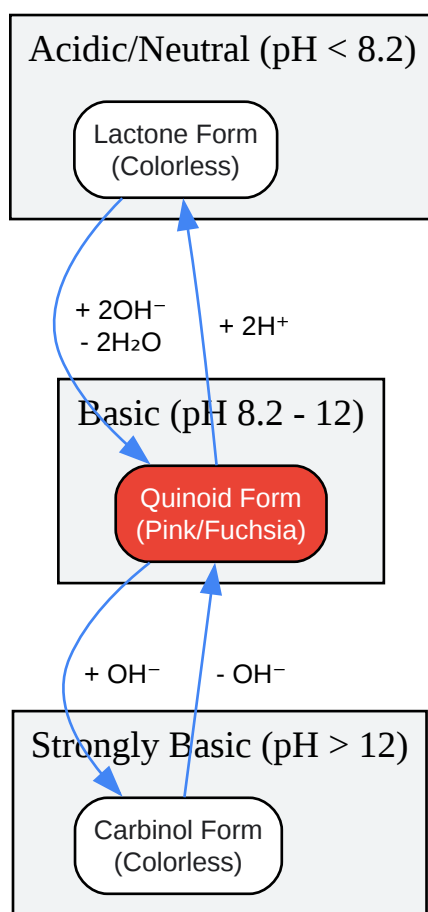 Acidic/Neutral (pH < 8.2)
Lactone Form
(Colorless)
+ 2OH⁻
- 2H₂O
+ 2H⁺
Basic (pH 8.2 - 12)
Quinoid Form
(Pink/Fuchsia)
+ OH⁻
- OH⁻
Strongly Basic (pH > 12)
Carbinol Form
(Colorless)